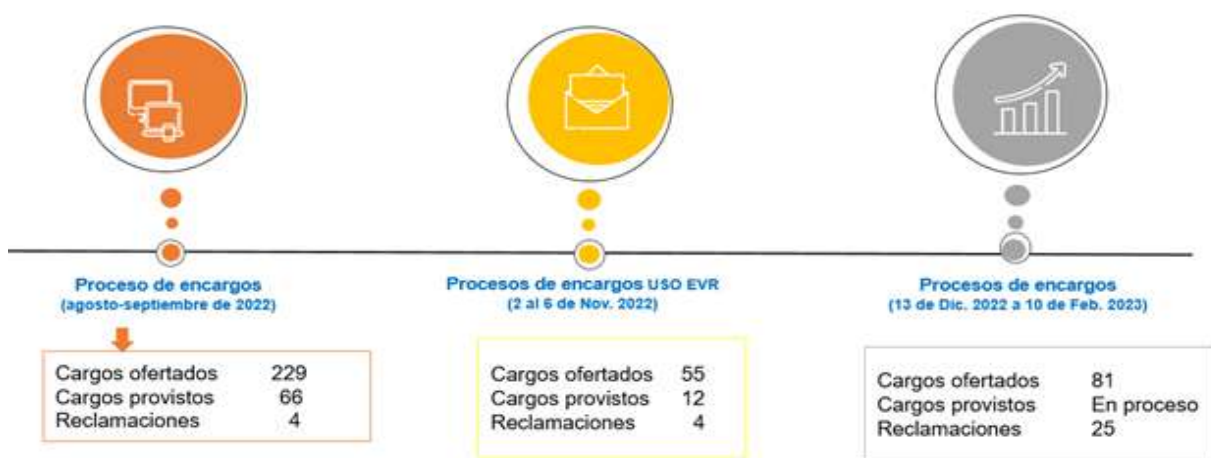 Proceso de encargos
(agosto-septiembre de 2022)
Cargos ofertados 229
Cargos provistos 66
Reclamaciones 4
Procesos de encargos USO EVR
(2 al 6 de Nov. 2022)
Cargos ofertados 55
Cargos provistos 12
Reclamaciones 4
Procesos de encargos
(13 de Dic. 2022 a 10 de Feb. 2023)
Cargos ofertados 81
Cargos provistos En proceso
Reclamaciones 25